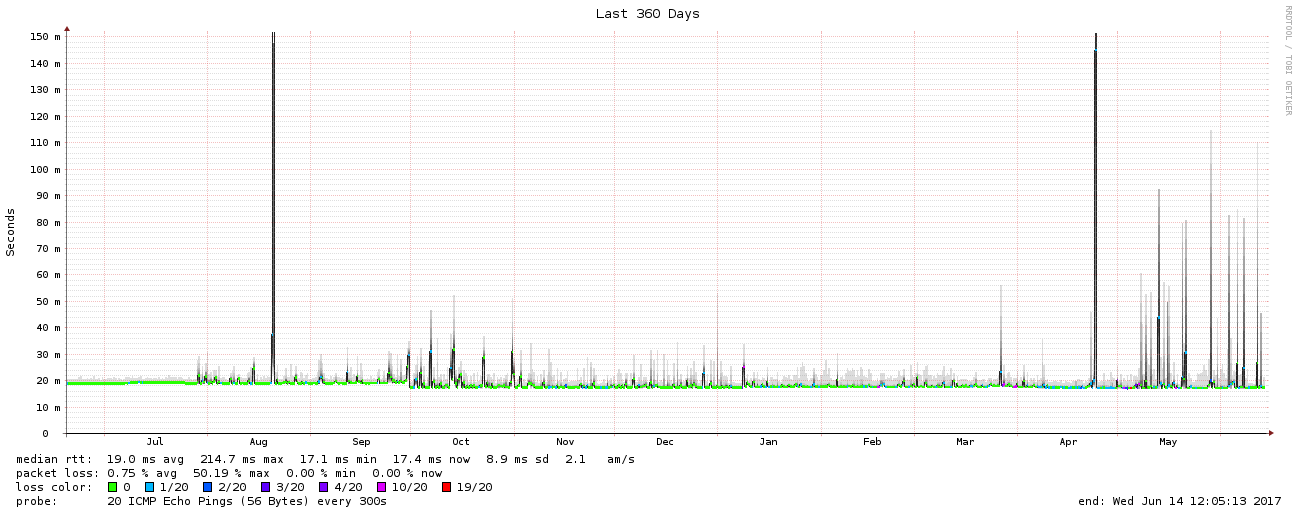 Last 360 Days
RRDTOOL / TOBI OETIKER
Seconds
150 m
140 m
130 m
120 m
110 m
100 m
90 m
80 m
70 m
60 m
50 m
40 m
30 m
20 m
10 m
0
Jul Aug Sep Oct Nov Dec Jan Feb Mar Apr May
median rtt: 19.0 ms avg 214.7 ms max 17.1 ms min 17.4 ms now 8.9 ms sd 2.1 am/s
packet loss: 0.75 % avg 50.19 % max 0.00 % min 0.00 % now
loss color: 0 1/20 2/20 3/20 4/20 10/20 19/20
probe: 20 ICMP Echo Pings (56 Bytes) every 300s end: Wed Jun 14 12:05:13 2017